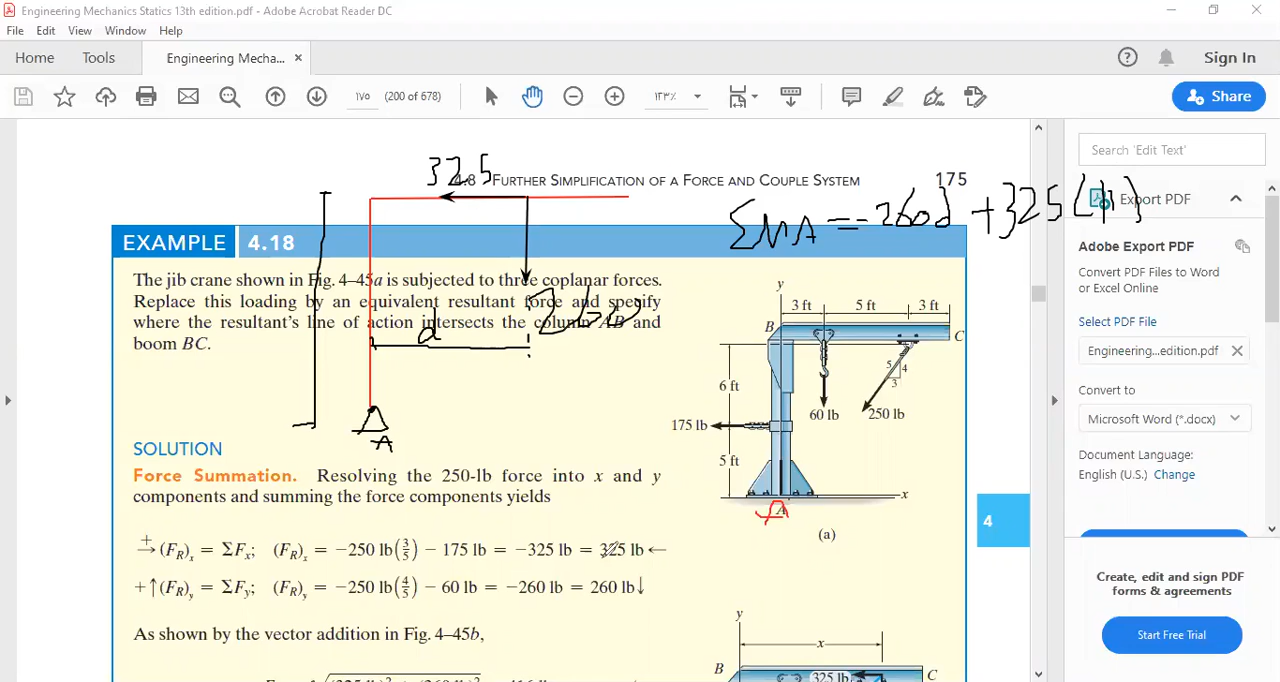 Engineering Mechanics Statics 13th edition.pdf - Adobe Acrobat Reader DC
File Edit View Window Help
Home Tools Engineering Mecha... × Sign In
١٧٥ (200 of 678) ١٢٣٪ Share
325
4.8 FURTHER SIMPLIFICATION OF A FORCE AND COUPLE SYSTEM 175
ΣMA = -260d + 325(11)
EXAMPLE 4.18
The jib crane shown in Fig. 4–45a is subjected to three coplanar forces.
Replace this loading by an equivalent resultant force and specify
where the resultant's line of action intersects the column AB and
boom BC.
d
A
SOLUTION
Force Summation. Resolving the 250-lb force into x and y
components and summing the force components yields
+→ (FR)x = ΣFx; (FR)x = −250 lb(3/5) − 175 lb = −325 lb = 325 lb ←
+↑(FR)y = ΣFy; (FR)y = −250 lb(4/5) − 60 lb = −260 lb = 260 lb↓
As shown by the vector addition in Fig. 4–45b,
y
3 ft 5 ft 3 ft
B
C
5 4
3
6 ft
60 lb 250 lb
175 lb
5 ft
x
A
(a)
y
x
B C
325 lb
4
Search 'Edit Text'
Export PDF
Adobe Export PDF
Convert PDF Files to Word
or Excel Online
Select PDF File
Engineering...edition.pdf ×
Convert to
Microsoft Word (*.docx)
Document Language:
English (U.S.) Change
Create, edit and sign PDF
forms & agreements
Start Free Trial